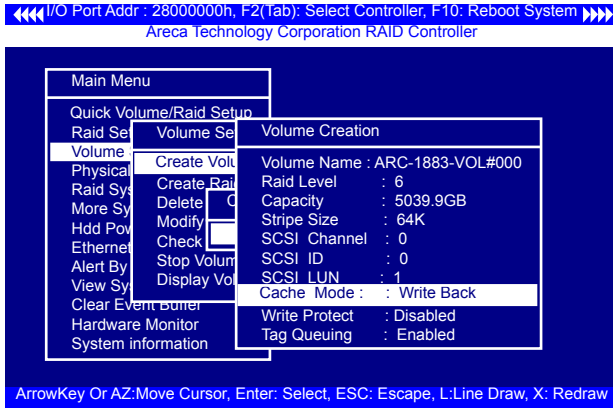 I/O Port Addr : 28000000h, F2(Tab): Select Controller, F10: Reboot System
Areca Technology Corporation RAID Controller
Main Menu
Quick Volume/Raid Setup
Raid Set
Volume
Physical
Raid Sys
More Sy
Hdd Pow
Ethernet
Alert By
View Sys
Clear Event Buffer
Hardware Monitor
System information
Volume Se
Create Volu
Create Raid
Delete
Modify
Check
Stop Volum
Display Vol
C
Volume Creation
Volume Name : ARC-1883-VOL#000
Raid Level : 6
Capacity : 5039.9GB
Stripe Size : 64K
SCSI Channel : 0
SCSI ID : 0
SCSI LUN : 1
Cache Mode : : Write Back
Write Protect : Disabled
Tag Queuing : Enabled
ArrowKey Or AZ:Move Cursor, Enter: Select, ESC: Escape, L:Line Draw, X: Redraw